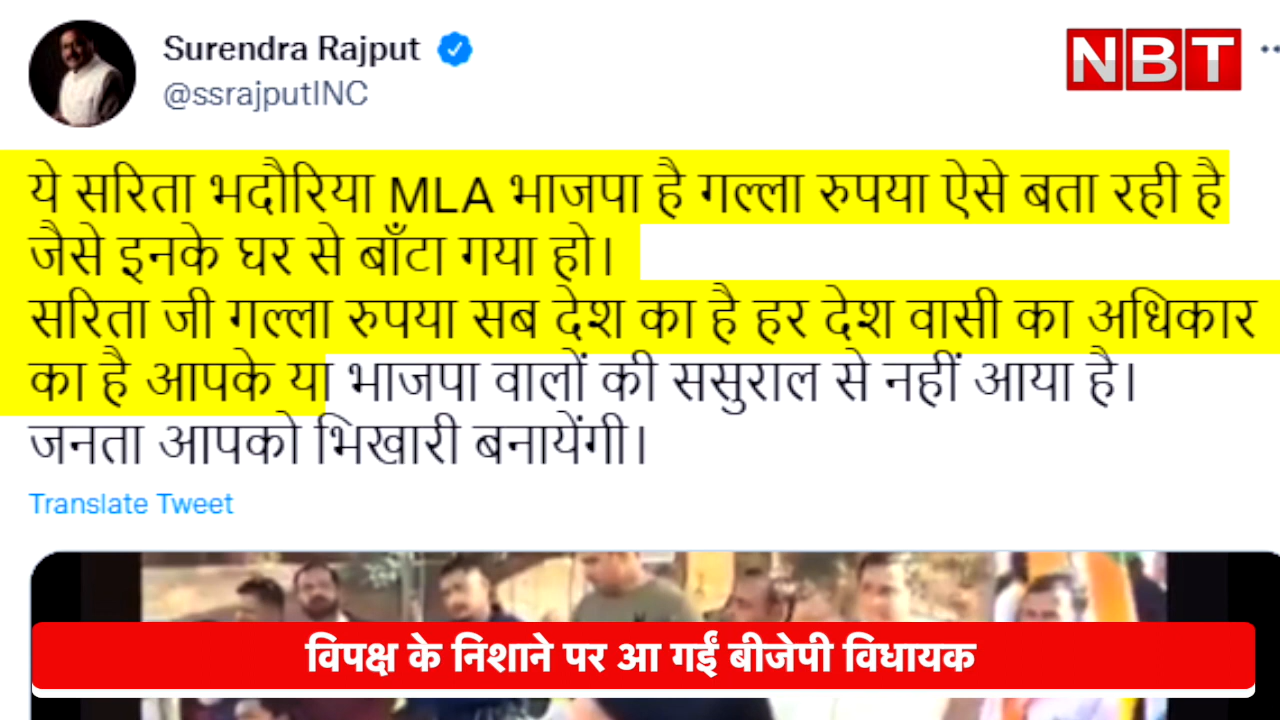 Surendra Rajput
@ssrajputINC
NBT
ये सरिता भदौरिया MLA भाजपा है गल्ला रुपया ऐसे बता रही है
जैसे इनके घर से बाँटा गया हो।
सरिता जी गल्ला रुपया सब देश का है हर देश वासी का अधिकार
का है आपके या भाजपा वालों की ससुराल से नहीं आया है।
जनता आपको भिखारी बनायेंगी।
Translate Tweet
विपक्ष के निशाने पर आ गईं बीजेपी विधायक